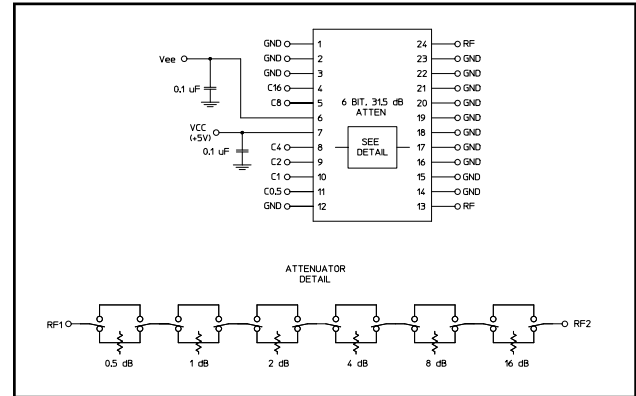 GND 1 24 RF
Vee GND 2 23 GND
GND 3 22 GND
0.1 uF C16 4 21 GND
C8 5 6 BIT, 31.5 dB 20 GND
6 ATTEN 19 GND
VCC 7 18 GND
(+5V)
0.1 uF C4 8 SEE 17 GND
C2 9 DETAIL 16 GND
C1 10 15 GND
C0.5 11 14 GND
GND 12 13 RF
ATTENUATOR
DETAIL
RF1 RF2
0.5 dB 1 dB 2 dB 4 dB 8 dB 16 dB